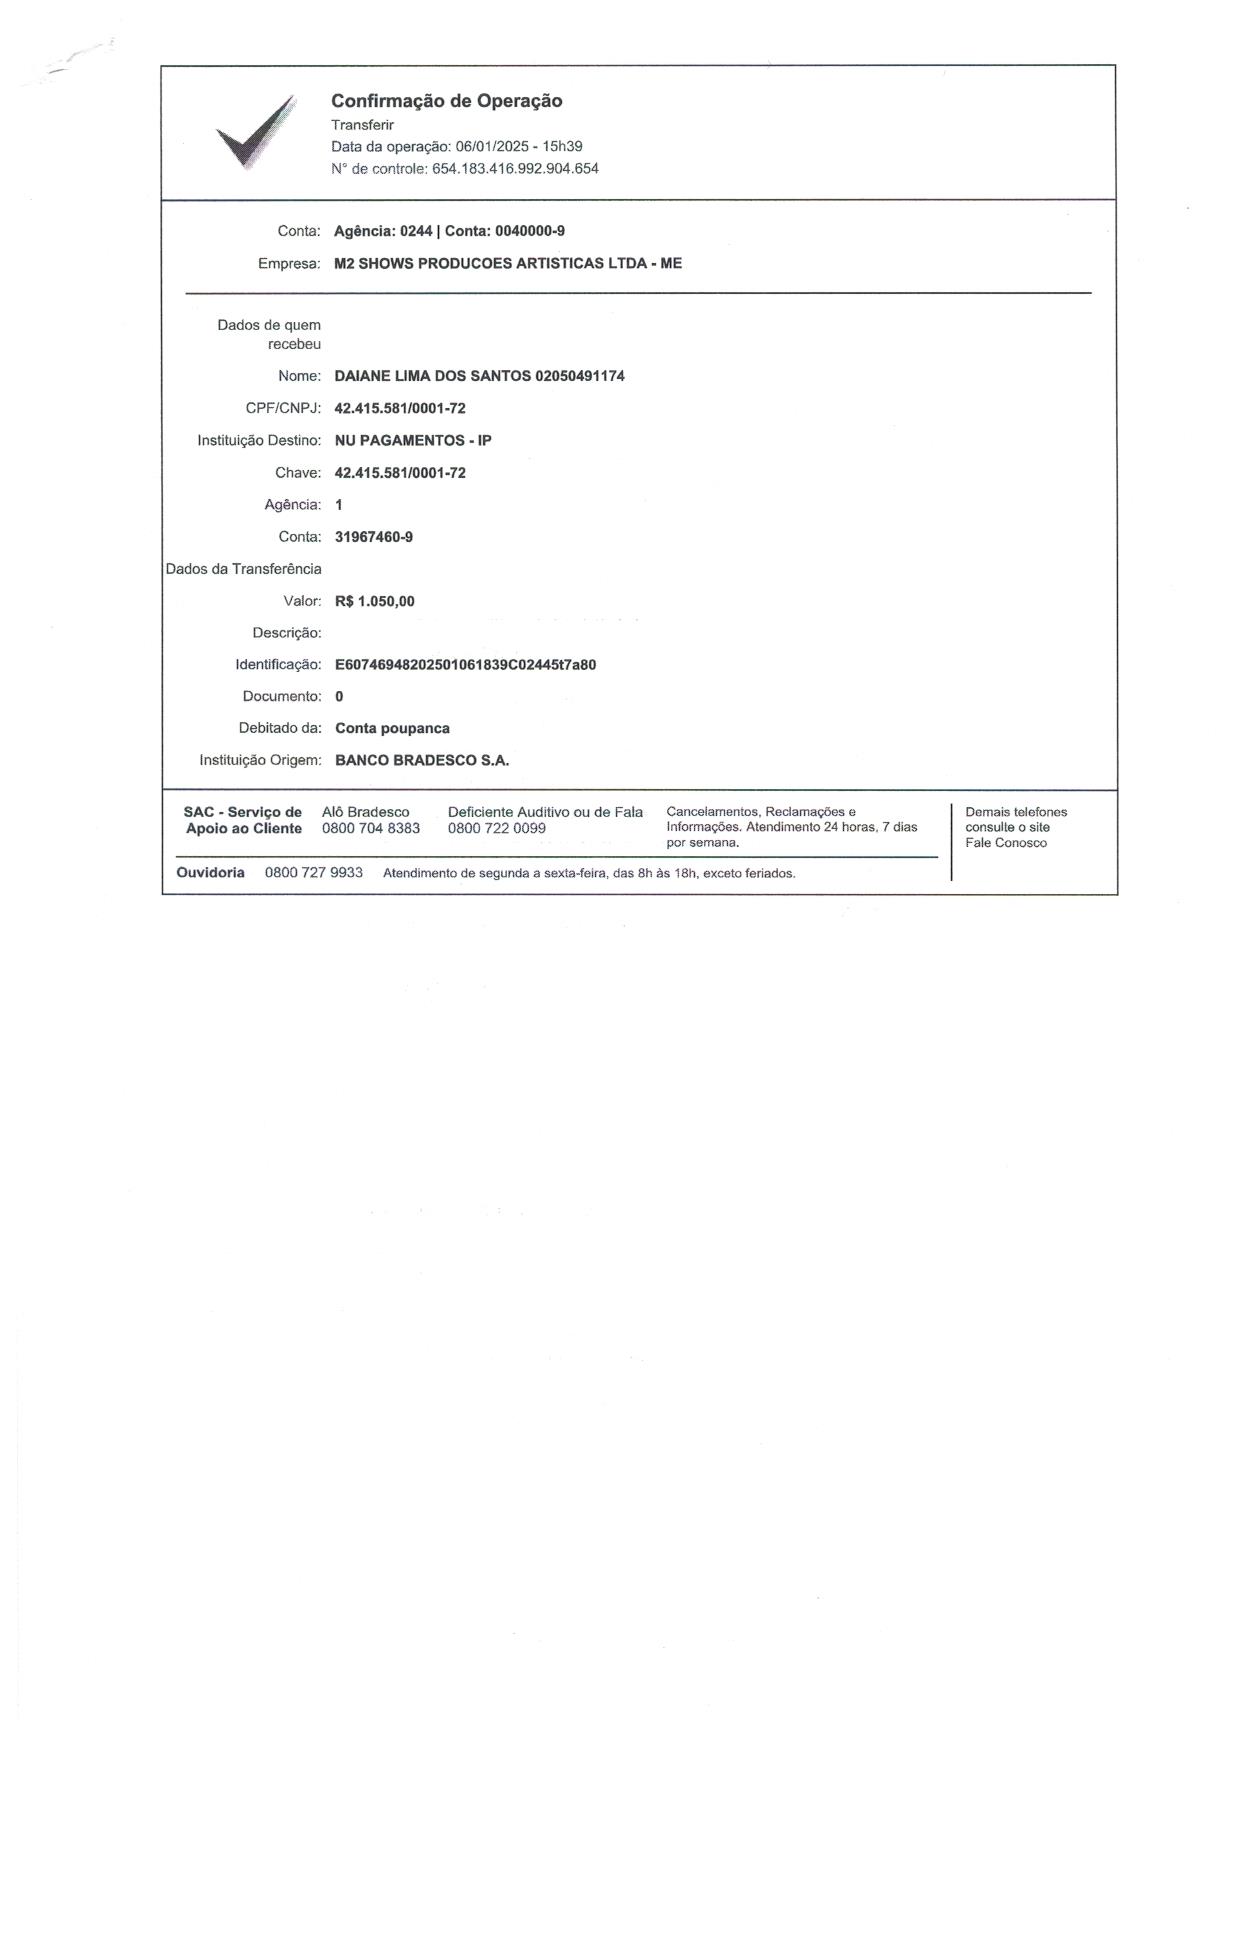 Confirmação de Operação
Transferir
Data da operação: 06/01/2025 - 15h39
N° de controle: 654.183.416.992.904.654
Conta: Agência: 0244 | Conta: 0040000-9
Empresa: M2 SHOWS PRODUCOES ARTISTICAS LTDA - ME
Dados de quem
recebeu
Nome: DAIANE LIMA DOS SANTOS 02050491174
CPF/CNPJ: 42.415.581/0001-72
Instituição Destino: NU PAGAMENTOS - IP
Chave: 42.415.581/0001-72
Agência: 1
Conta: 31967460-9
Dados da Transferência
Valor: R$ 1.050,00
Descrição:
Identificação: E60746948202501061839C02445t7a80
Documento: 0
Debitado da: Conta poupanca
Instituição Origem: BANCO BRADESCO S.A.
SAC - Serviço de
Apoio ao Cliente
Alô Bradesco
0800 704 8383
Deficiente Auditivo ou de Fala
0800 722 0099
Cancelamentos, Reclamações e
Informações. Atendimento 24 horas, 7 dias
por semana.
Demais telefones
consulte o site
Fale Conosco
Ouvidoria 0800 727 9933 Atendimento de segunda a sexta-feira, das 8h às 18h, exceto feriados.